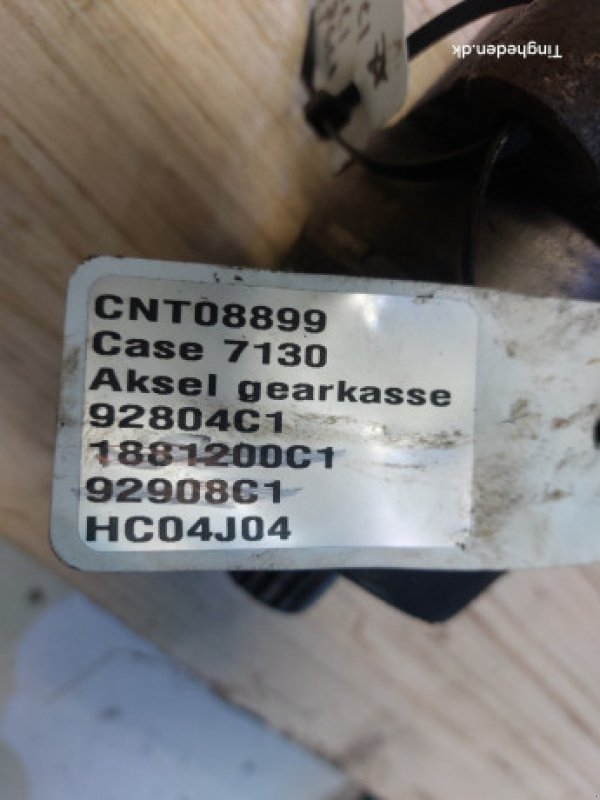 Tingheden.dk
CNT08899
Case 7130
Aksel gearkasse
92804C1
1881200C1
92908C1
HC04J04